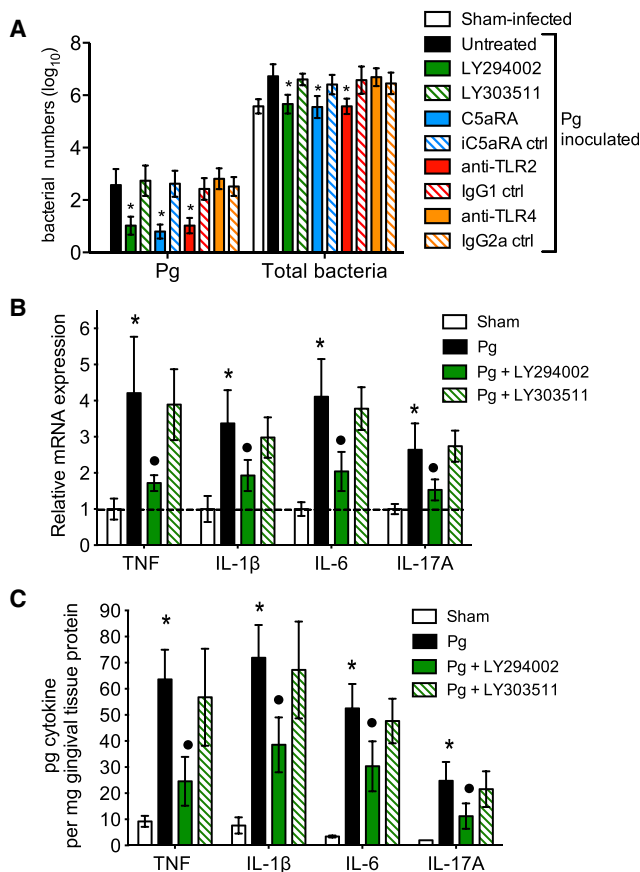 A
bacterial numbers (log10)
8
6
4
2
0
Pg
Total bacteria
* * * * * *
Sham-infected
Untreated
LY294002
LY303511
C5aRA
iC5aRA ctrl
anti-TLR2
IgG1 ctrl
anti-TLR4
IgG2a ctrl
Pg
inoculated
B
Relative mRNA expression
6
5
4
3
2
1
0
* * * *
TNF
IL-1β
IL-6
IL-17A
Sham
Pg
Pg + LY294002
Pg + LY303511
C
pg cytokine
per mg gingival tissue protein
90
80
70
60
50
40
30
20
10
0
* * * *
TNF
IL-1β
IL-6
IL-17A
Sham
Pg
Pg + LY294002
Pg + LY303511